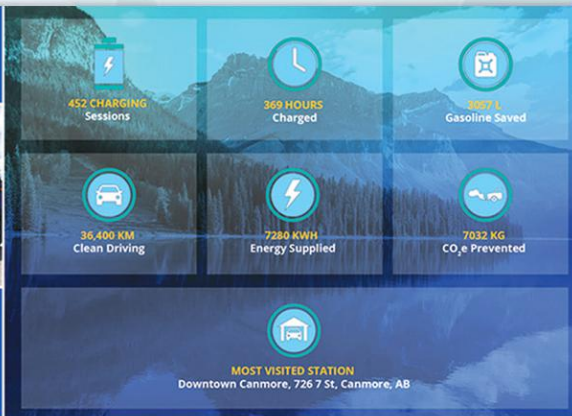 452 CHARGING
Sessions
369 HOURS
Charged
3057 L
Gasoline Saved
36,400 KM
Clean Driving
7280 KWH
Energy Supplied
7032 KG
CO₂e Prevented
MOST VISITED STATION
Downtown Canmore, 726 7 St, Canmore, AB